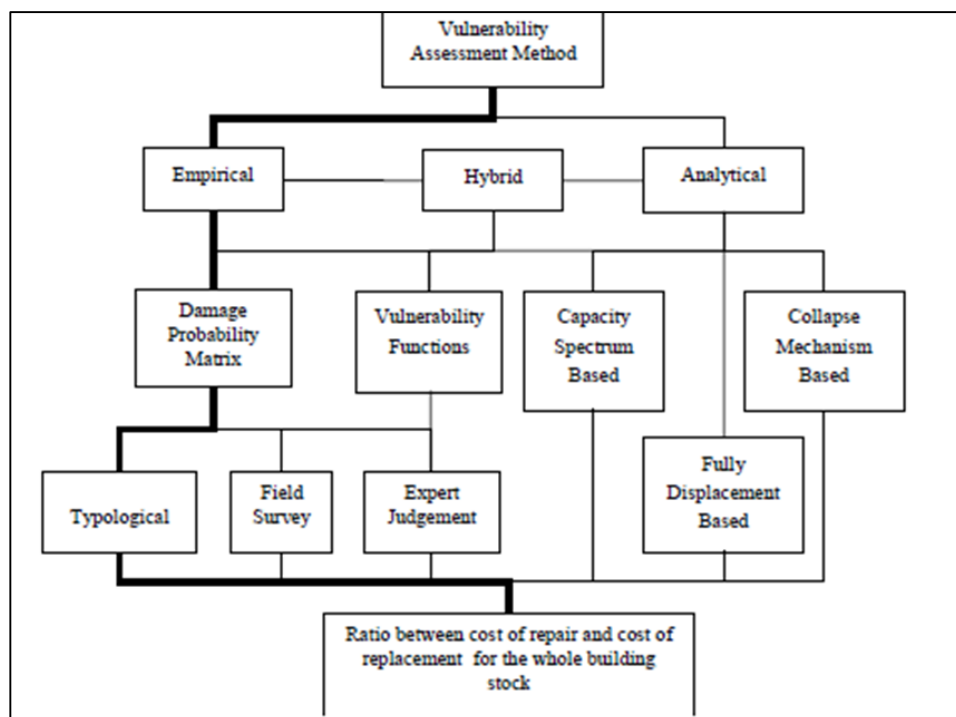 Vulnerability
Assessment Method
Empirical
Hybrid
Analytical
Damage
Probability
Matrix
Vulnerability
Functions
Capacity
Spectrum
Based
Collapse
Mechanism
Based
Typological
Field
Survey
Expert
Judgement
Fully
Displacement
Based
Ratio between cost of repair and cost of
replacement for the whole building
stock